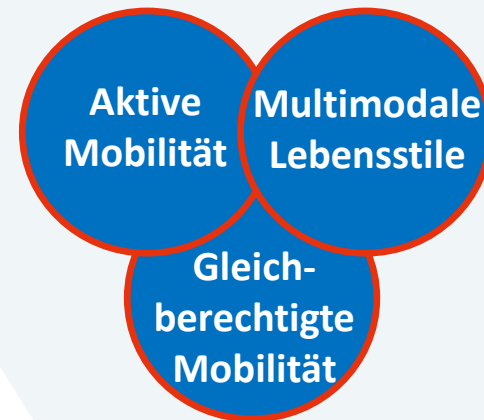 Aktive
Mobilität
Multimodale
Lebensstile
Gleich-
berechtigte
Mobilität